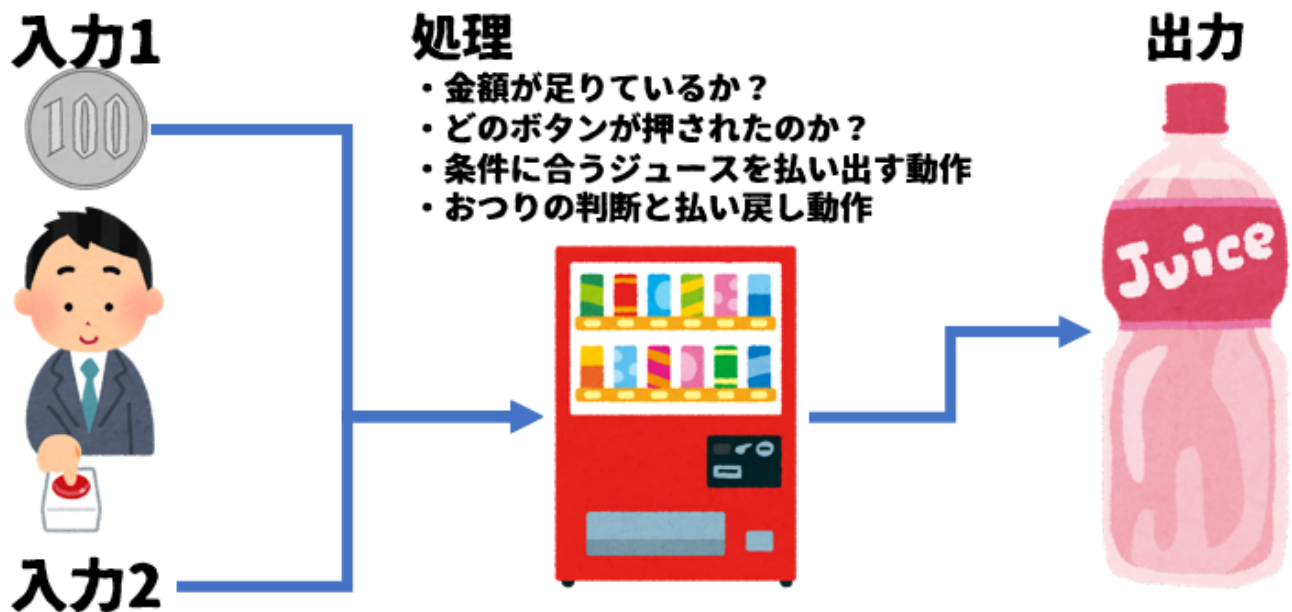 入力1
100
処理
・金額が足りているか？
・どのボタンが押されたのか？
・条件に合うジュースを払い出す動作
・おつりの判断と払い戻し動作
出力
Juice
入力2